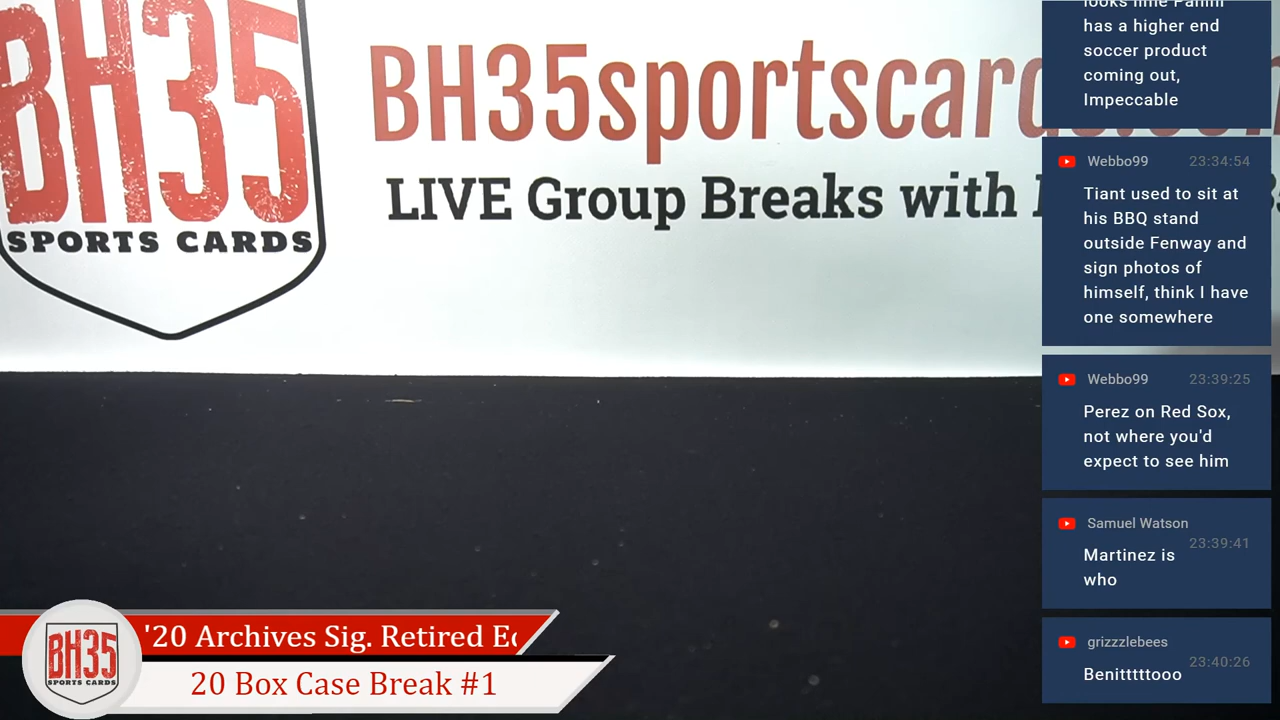 BH35
SPORTS CARDS
BH35sportscards.com
LIVE Group Breaks with
looks like Panini
has a higher end
soccer product
coming out,
Impeccable
Webbo99 23:34:54
Tiant used to sit at
his BBQ stand
outside Fenway and
sign photos of
himself, think I have
one somewhere
Webbo99 23:39:25
Perez on Red Sox,
not where you'd
expect to see him
Samuel Watson
23:39:41
Martinez is
who
grizzzlebees
23:40:26
Benitttttooo
BH35
SPORTS CARDS
'20 Archives Sig. Retired
20 Box Case Break #1